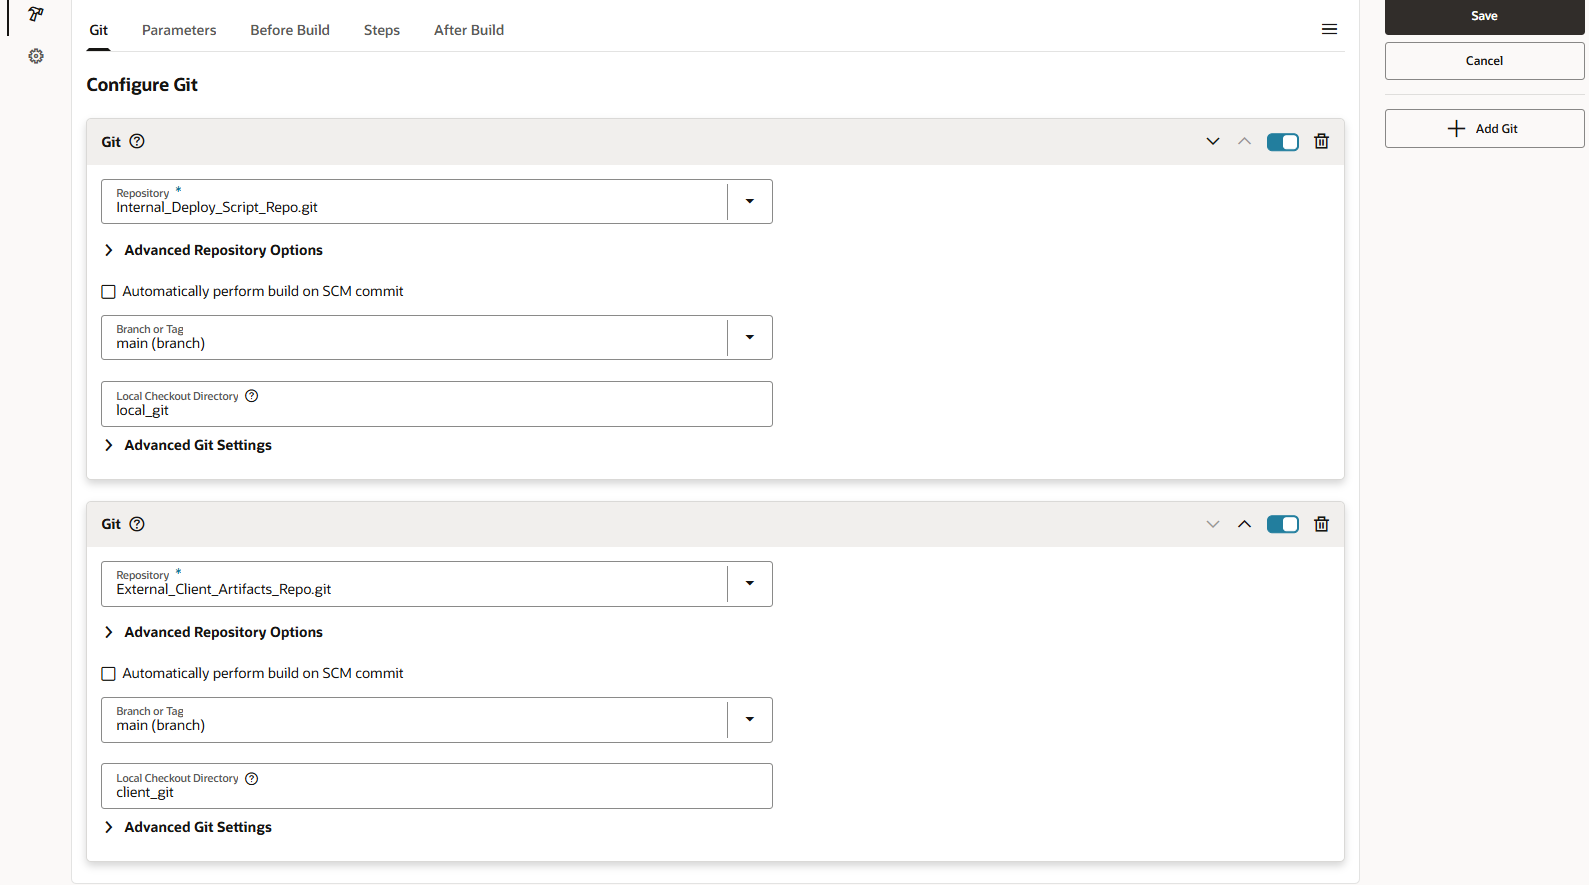 Git Parameters Before Build Steps After Build
Save
Cancel
Add Git
Configure Git
Git
Repository *
Internal_Deploy_Script_Repo.git
Advanced Repository Options
Automatically perform build on SCM commit
Branch or Tag
main (branch)
Local Checkout Directory
local_git
Advanced Git Settings
Git
Repository *
External_Client_Artifacts_Repo.git
Advanced Repository Options
Automatically perform build on SCM commit
Branch or Tag
main (branch)
Local Checkout Directory
client_git
Advanced Git Settings